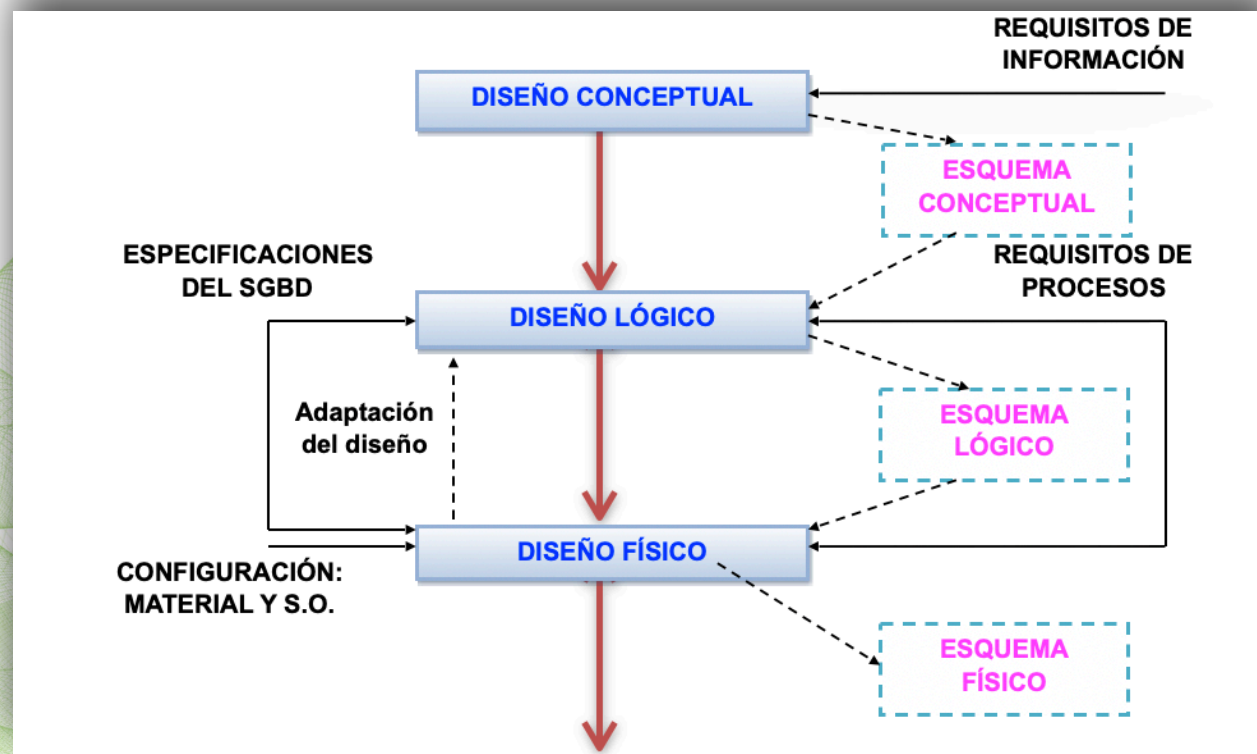 REQUISITOS DE
INFORMACIÓN
DISEÑO CONCEPTUAL
ESQUEMA
CONCEPTUAL
ESPECIFICACIONES
DEL SGBD
REQUISITOS DE
PROCESOS
DISEÑO LÓGICO
Adaptación
del diseño
ESQUEMA
LÓGICO
DISEÑO FÍSICO
CONFIGURACIÓN:
MATERIAL Y S.O.
ESQUEMA
FÍSICO